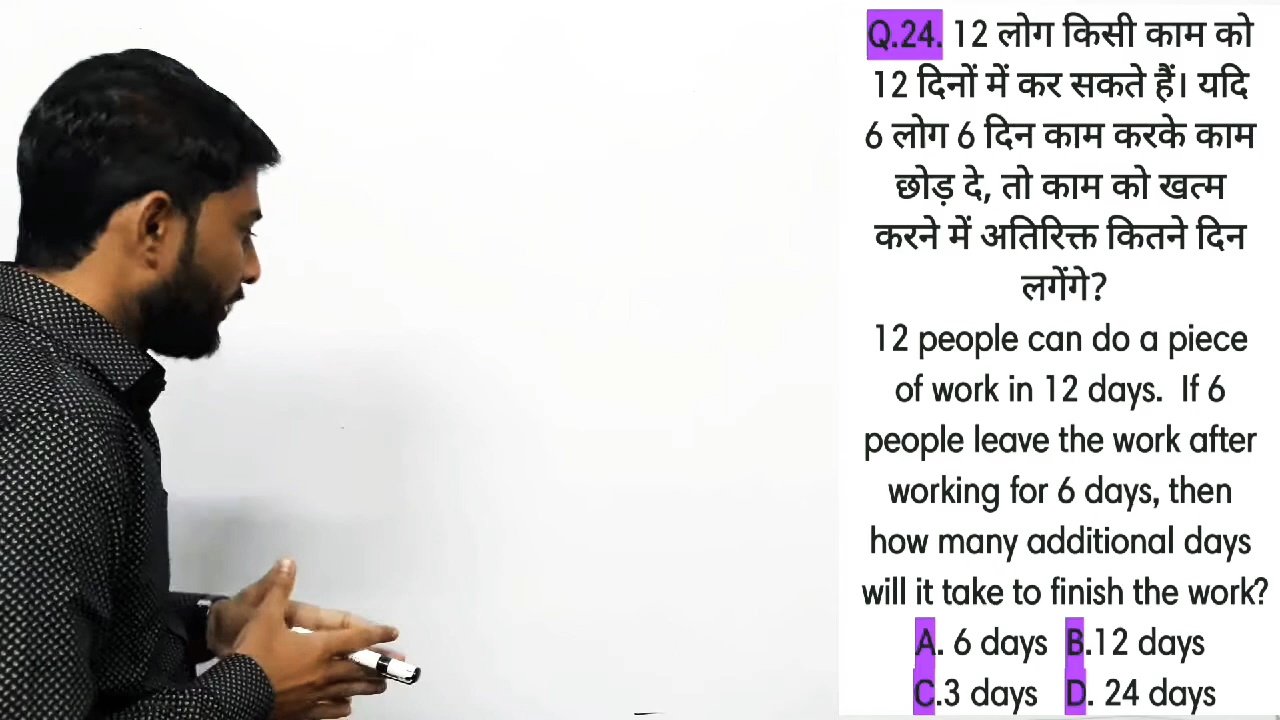 Q.24. 12 लोग किसी काम को
12 दिनों में कर सकते हैं। यदि
6 लोग 6 दिन काम करके काम
छोड़ दे, तो काम को खत्म
करने में अतिरिक्त कितने दिन
लगेंगे?
12 people can do a piece
of work in 12 days. If 6
people leave the work after
working for 6 days, then
how many additional days
will it take to finish the work?
A. 6 days B.12 days
C.3 days D. 24 days